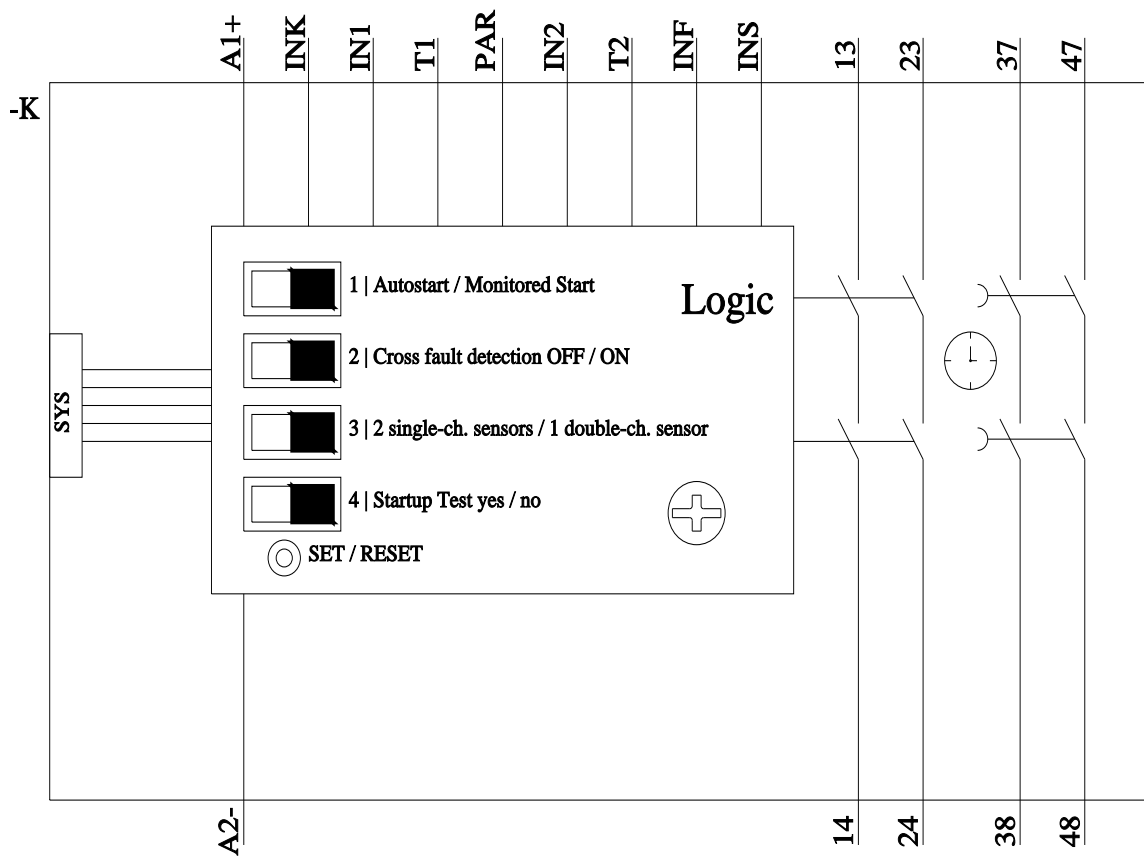 A1+
INK
IN1
T1
PAR
IN2
T2
INF
INS
13
23
37
47
-K
1 | Autostart / Monitored Start
Logic
2 | Cross fault detection OFF / ON
SYS
3 | 2 single-ch. sensors / 1 double-ch. sensor
4 | Startup Test yes / no
SET / RESET
A2-
14
24
38
48